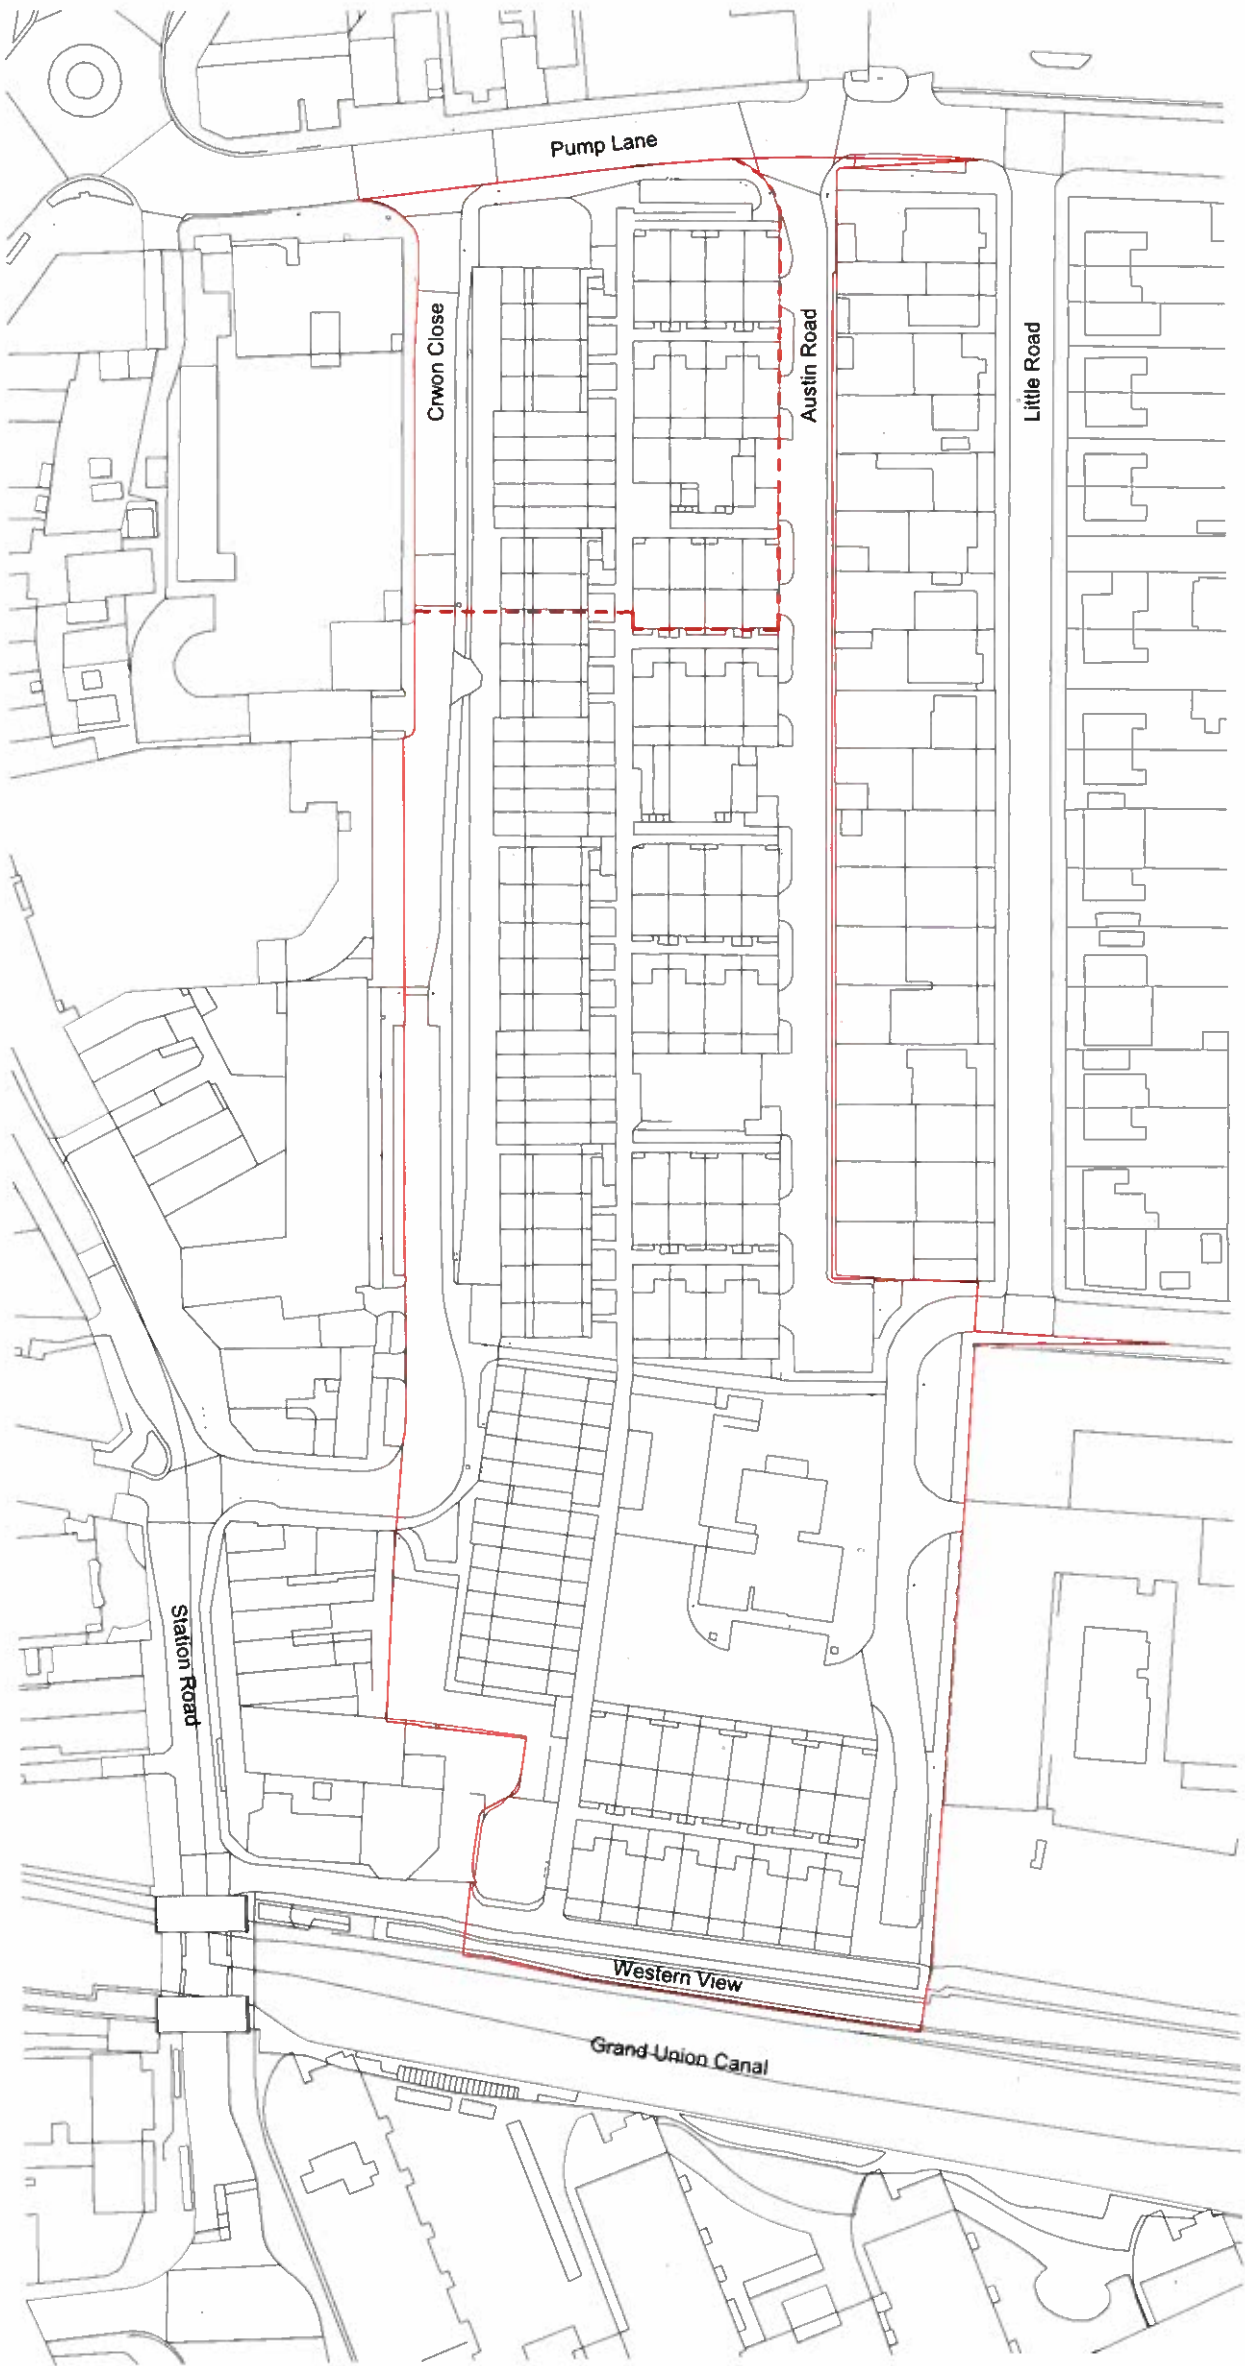 Pump Lane
Crwon Close
Austin Road
Little Road
Station Road
Western View
Grand Union Canal